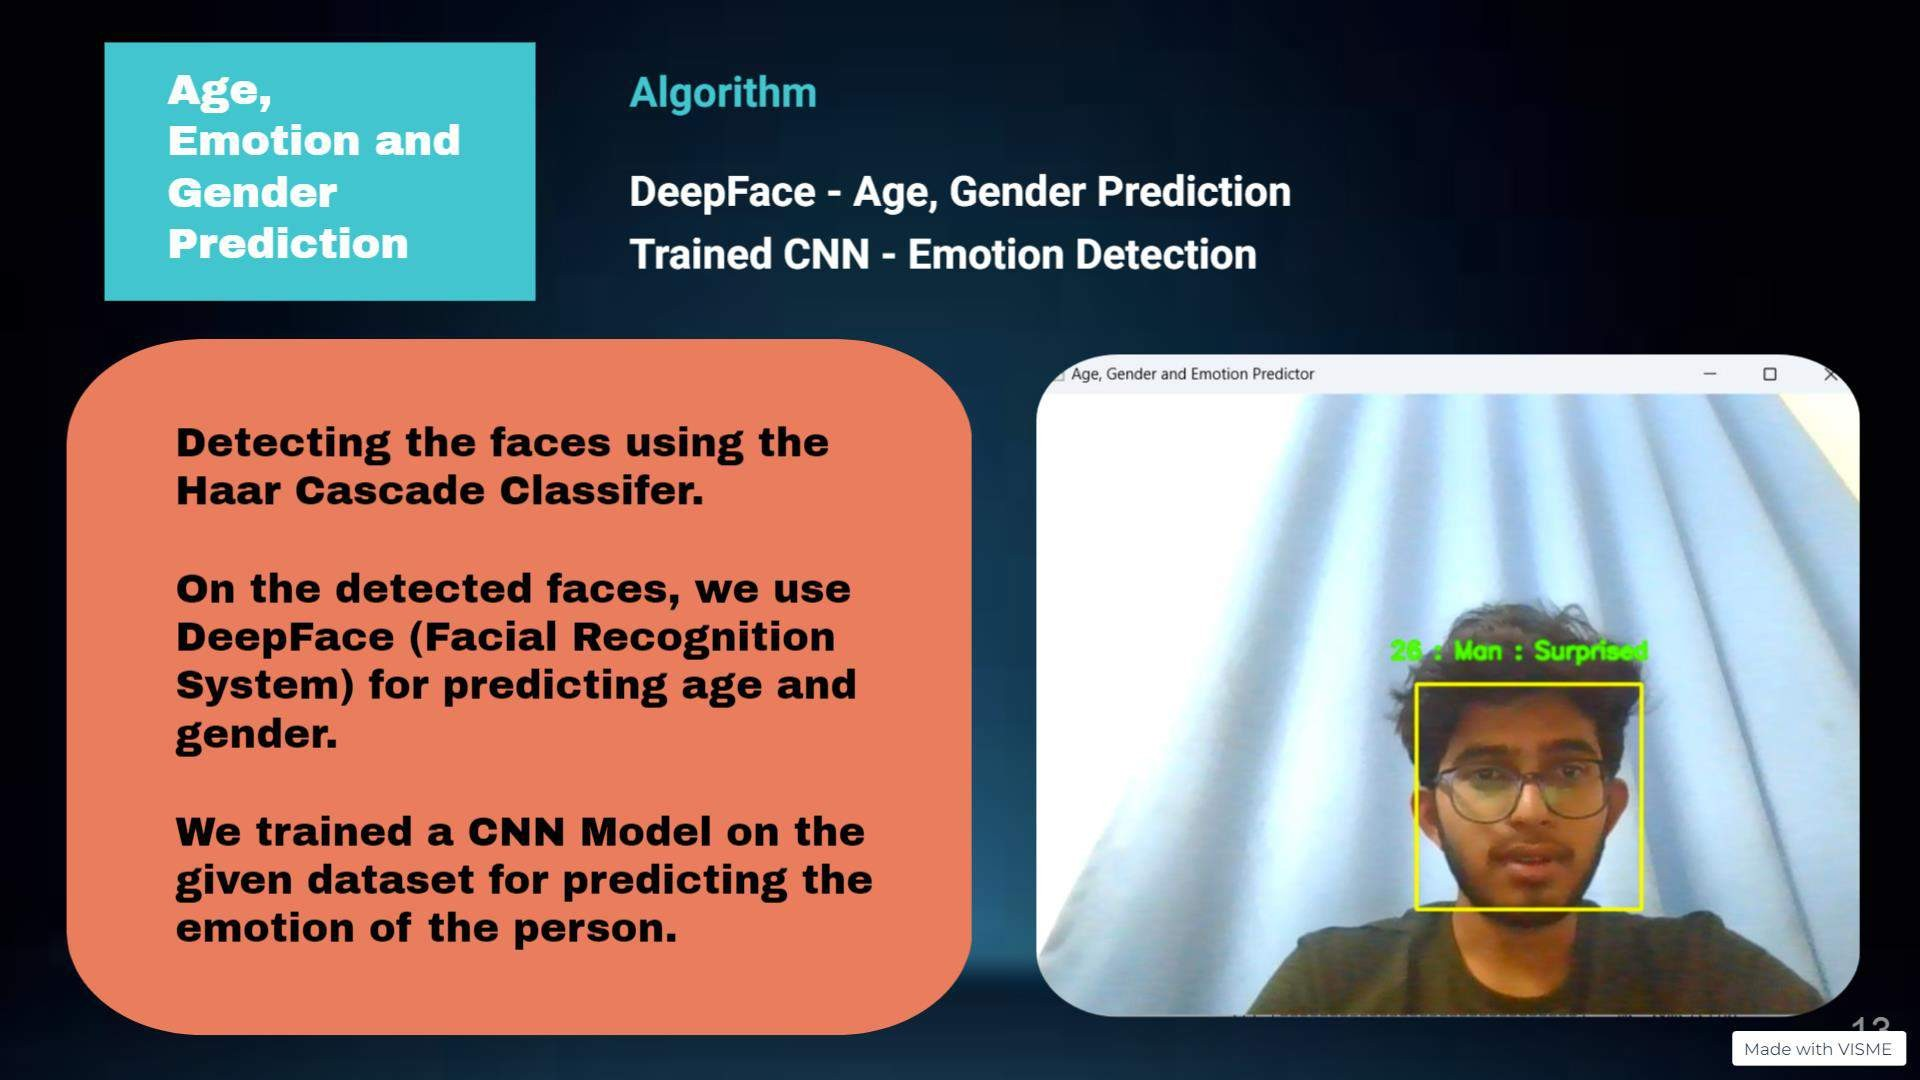 Age,
Emotion and
Gender
Prediction
Algorithm
DeepFace - Age, Gender Prediction
Trained CNN - Emotion Detection
Detecting the faces using the
Haar Cascade Classifer.
On the detected faces, we use
DeepFace (Facial Recognition
System) for predicting age and
gender.
We trained a CNN Model on the
given dataset for predicting the
emotion of the person.
Age, Gender and Emotion Predictor
26 : Man : Surprised
13
Made with VISME